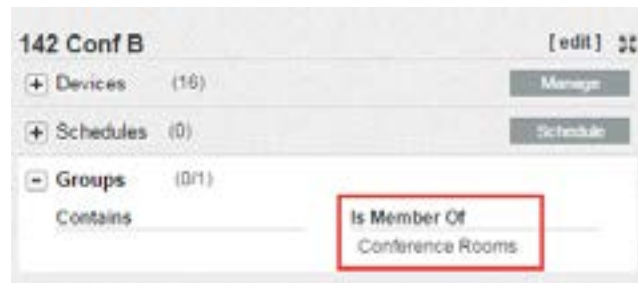 142 Conf B [edit]
+ Devices (16) Manage
+ Schedules (0) Schedule
- Groups (0/1)
Contains Is Member Of
Conference Rooms